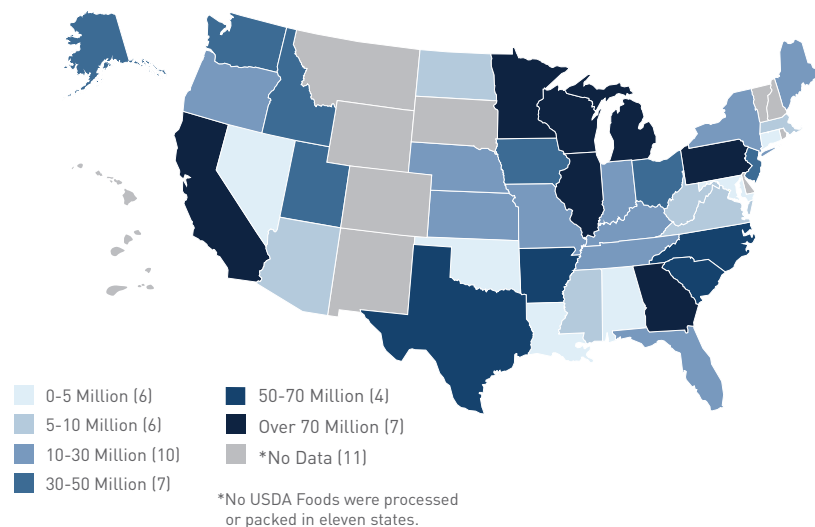 0-5 Million (6)
5-10 Million (6)
10-30 Million (10)
30-50 Million (7)
50-70 Million (4)
Over 70 Million (7)
*No Data (11)
*No USDA Foods were processed
or packed in eleven states.